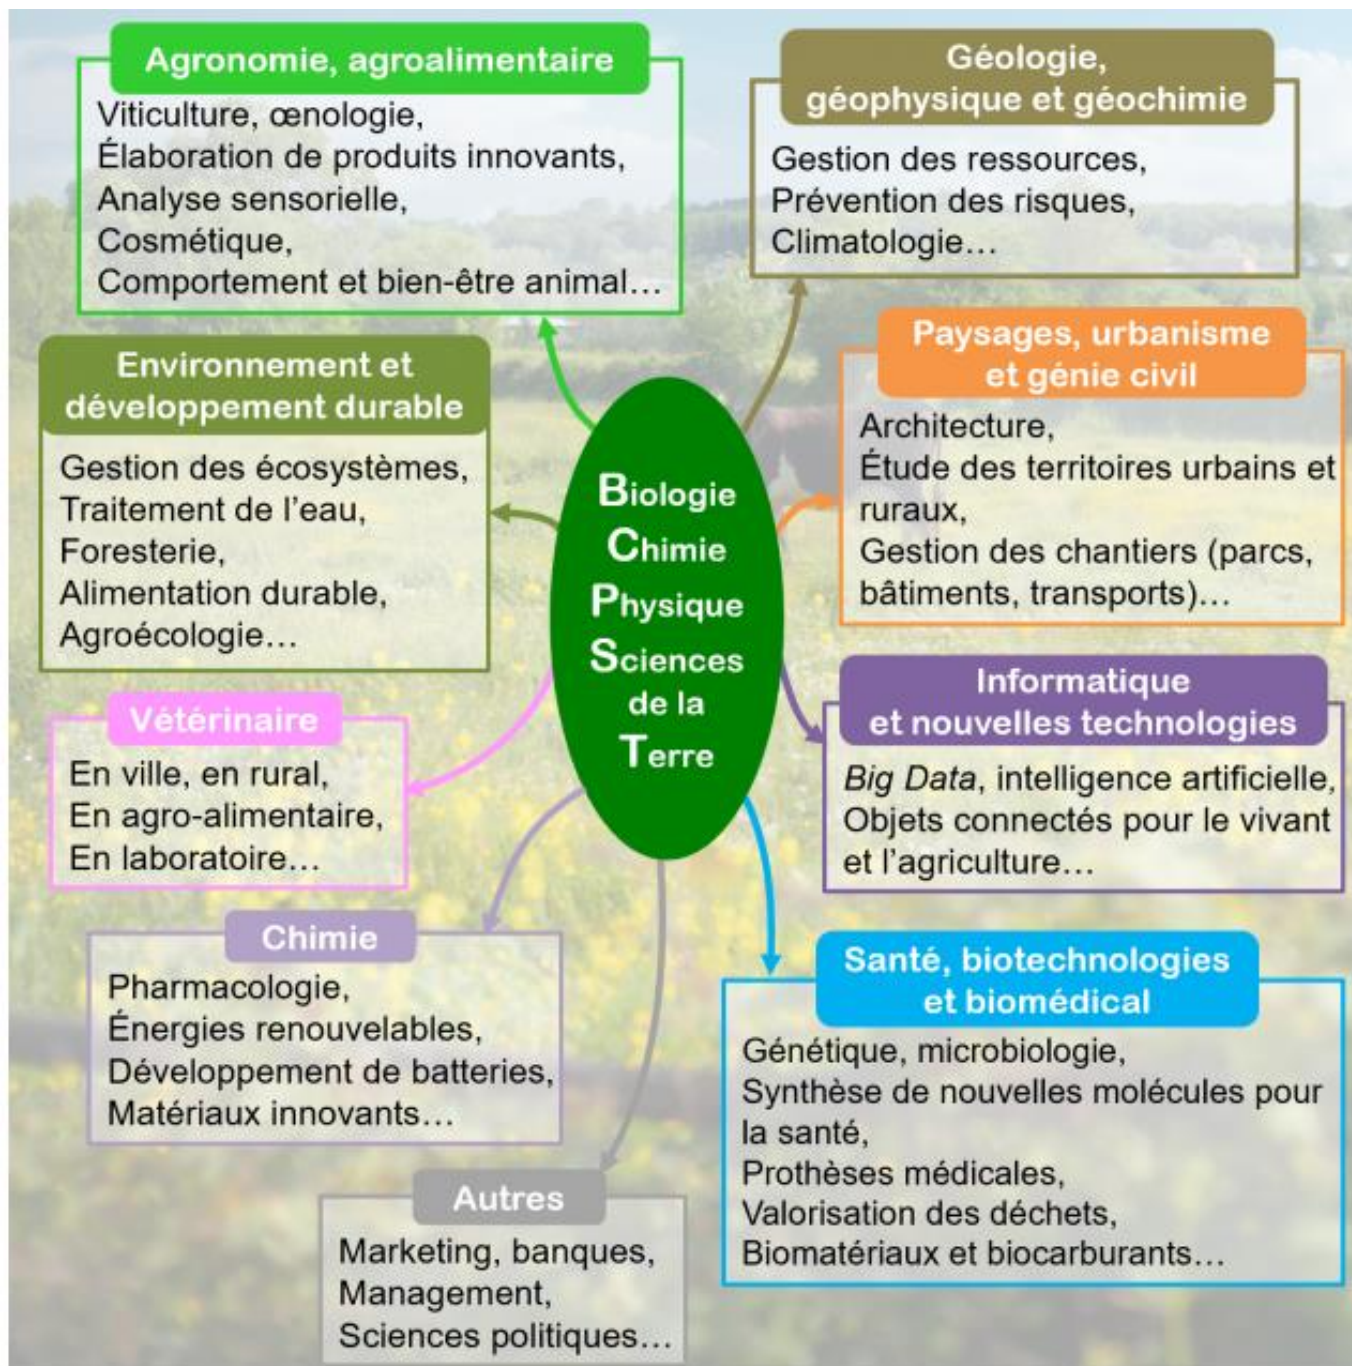 Agronomie, agroalimentaire
Viticulture, œnologie,
Élaboration de produits innovants,
Analyse sensorielle,
Cosmétique,
Comportement et bien-être animal…
Géologie,
géophysique et géochimie
Gestion des ressources,
Prévention des risques,
Climatologie…
Environnement et
développement durable
Gestion des écosystèmes,
Traitement de l’eau,
Foresterie,
Alimentation durable,
Agroécologie…
Biologie
Chimie
Physique
Sciences
de la
Terre
Paysages, urbanisme
et génie civil
Architecture,
Étude des territoires urbains et
ruraux,
Gestion des chantiers (parcs,
bâtiments, transports)…
Vétérinaire
En ville, en rural,
En agro-alimentaire,
En laboratoire…
Informatique
et nouvelles technologies
Big Data, intelligence artificielle,
Objets connectés pour le vivant
et l’agriculture…
Chimie
Pharmacologie,
Énergies renouvelables,
Développement de batteries,
Matériaux innovants…
Santé, biotechnologies
et biomédical
Génétique, microbiologie,
Synthèse de nouvelles molécules pour
la santé,
Prothèses médicales,
Valorisation des déchets,
Biomatériaux et biocarburants…
Autres
Marketing, banques,
Management,
Sciences politiques…